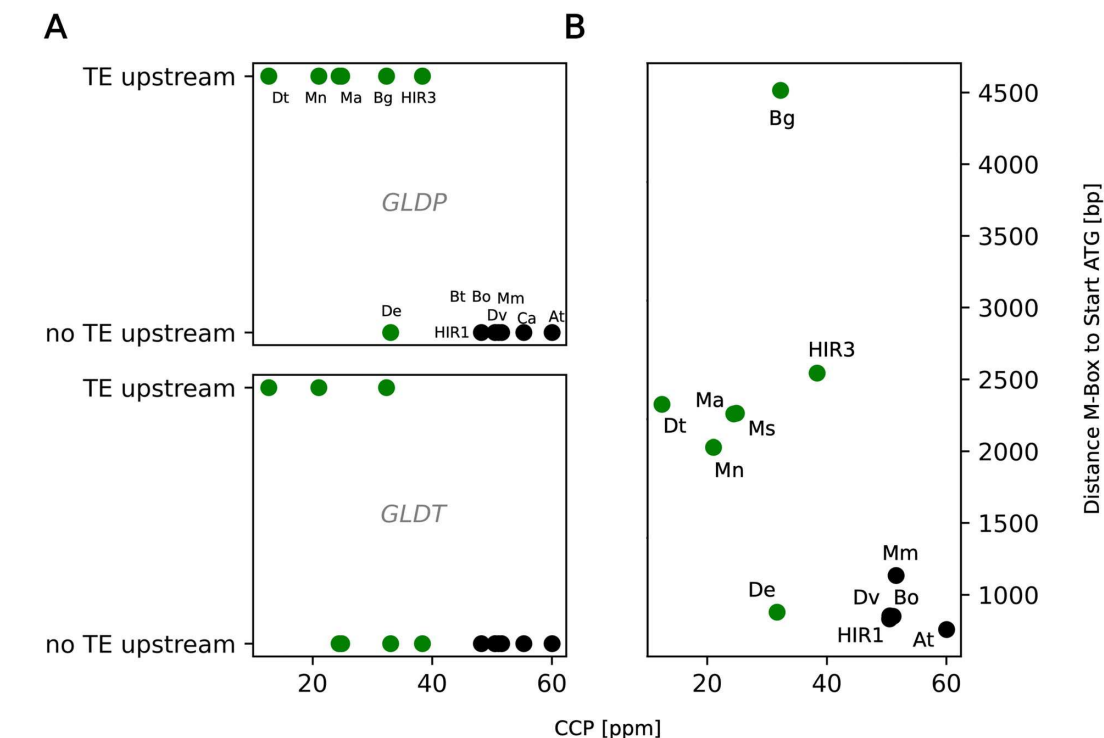 A
B
TE upstream
Dt Mn Ma Bg HIR3
GLDP
Bt Bo Mm
De
Dv Ca At
no TE upstream
HIR1
TE upstream
GLDT
no TE upstream
20 40 60
4500
Bg
4000
3500
3000
HIR3
2500
Ma
Dt
Ms
2000
Mn
1500
Mm
De
Dv Bo
1000
HIR1
At
20 40 60
Distance M-Box to Start ATG [bp]
CCP [ppm]